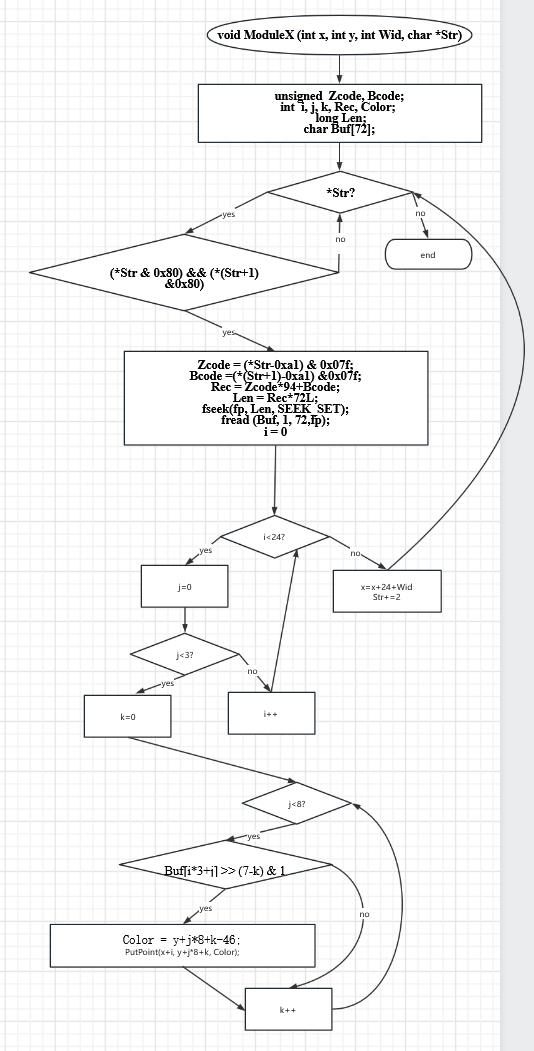 void ModuleX (int x, int y, int Wid, char *Str)
unsigned Zcode, Bcode;
int i, j, k, Rec, Color;
long Len;
char Buf[72];
*Str?
yes
no
no
end
(*Str & 0x80) && (*(Str+1)
&0x80)
yes
Zcode = (*Str-0xa1) & 0x07f;
Bcode =(*(Str+1)-0xa1) &0x07f;
Rec = Zcode*94+Bcode;
Len = Rec*72L;
fseek(fp, Len, SEEK_SET);
fread (Buf, 1, 72,fp);
i = 0
i<24?
yes
no
j=0
x=x+24+Wid
Str+=2
j<3?
no
yes
k=0
i++
j<8?
yes
Buf[i*3+j] >> (7-k) & 1
yes
no
Color = y+j*8+k-46;
PutPoint(x+i, y+j*8+k, Color);
k++